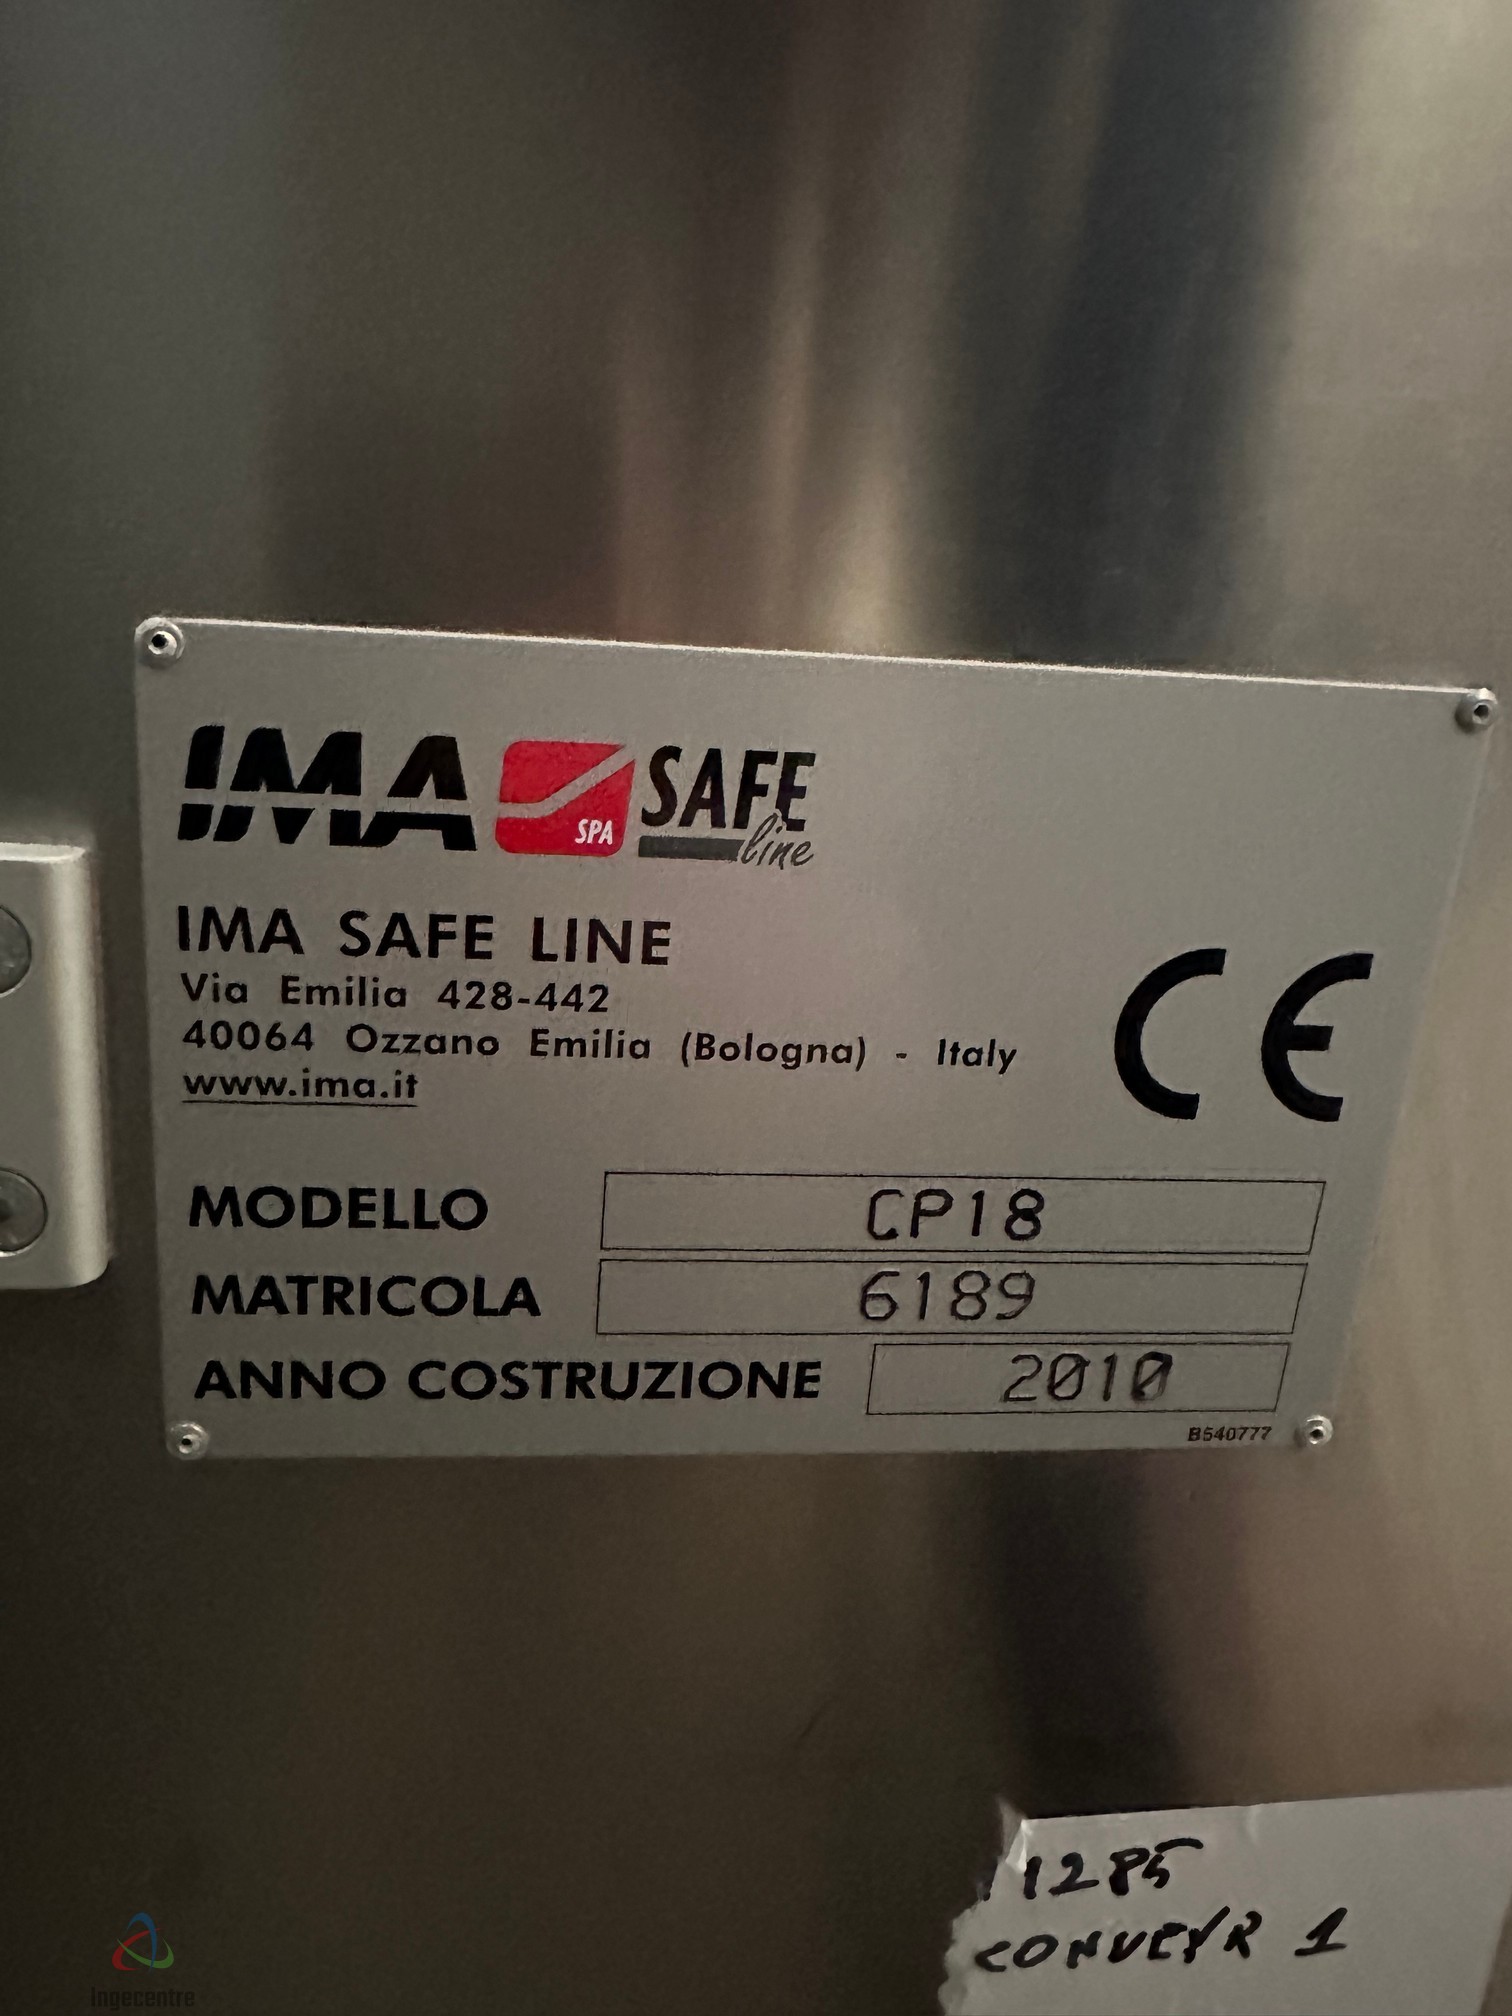 IMA SPA SAFE
line
IMA SAFE LINE
Via Emilia 428-442
40064 Ozzano Emilia (Bologna) - Italy
www.ima.it
CE
MODELLO CP18
MATRICOLA 6189
ANNO COSTRUZIONE 2010
B540777
11285
CONVEYR 1
Ingecentre